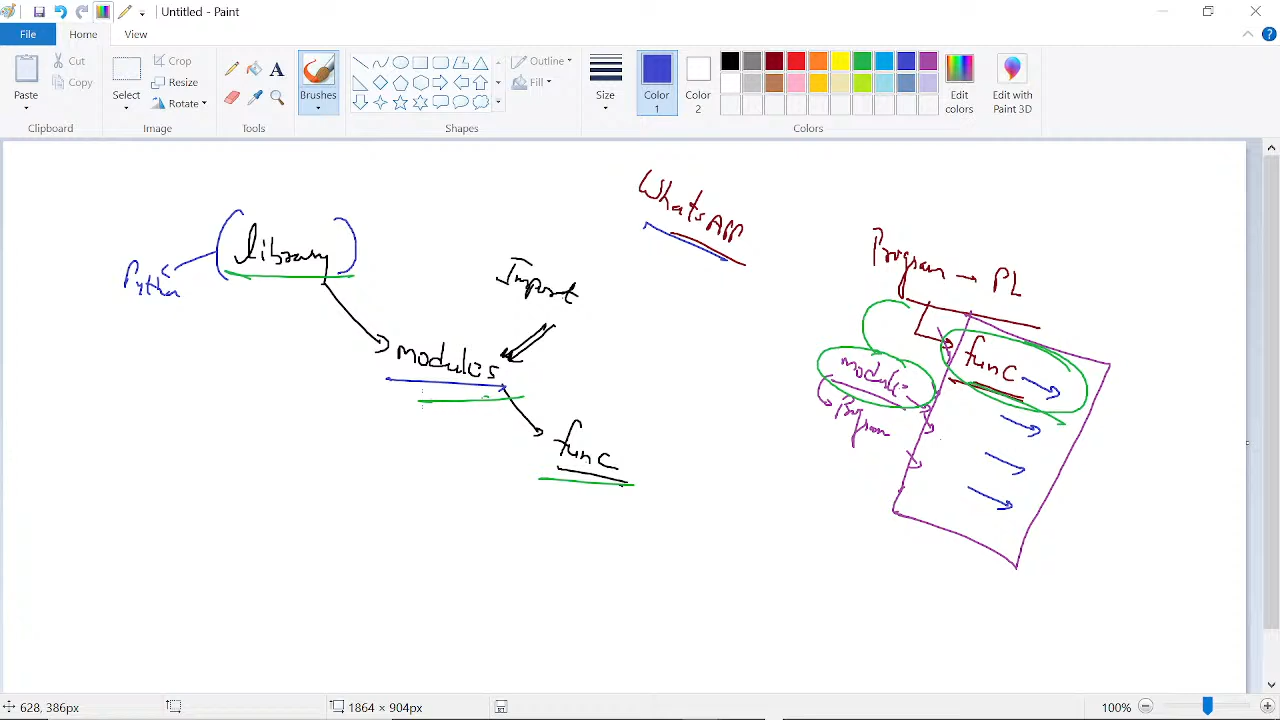 Untitled - Paint
File
Home
View
Paste
Cut
Copy
Clipboard
Select
Crop
Rotate
Image
Tools
Brushes
Outline
Fill
Shapes
Size
Color
1
Color
2
Edit
colors
Colors
Edit with
Paint 3D
WhatsAPP
library
Python
Import
modules
func
Program → PL
func
module
Program
628, 386px
1864 × 904px
100%